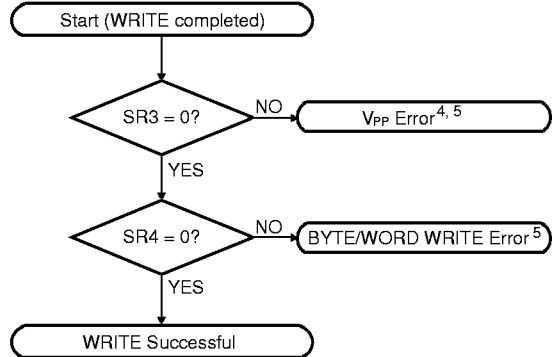 Start (WRITE completed)
SR3 = 0?
NO
VPP Error4, 5
YES
SR4 = 0?
NO
BYTE/WORD WRITE Error5
YES
WRITE Successful